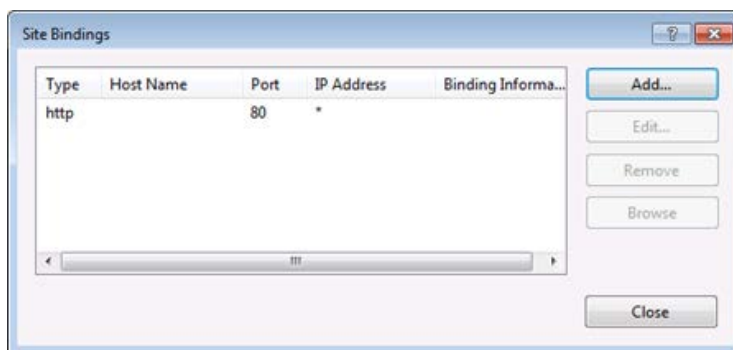 Site Bindings
Type Host Name Port IP Address Binding Informa...
http 80 *
Add...
Edit...
Remove
Browse
Close